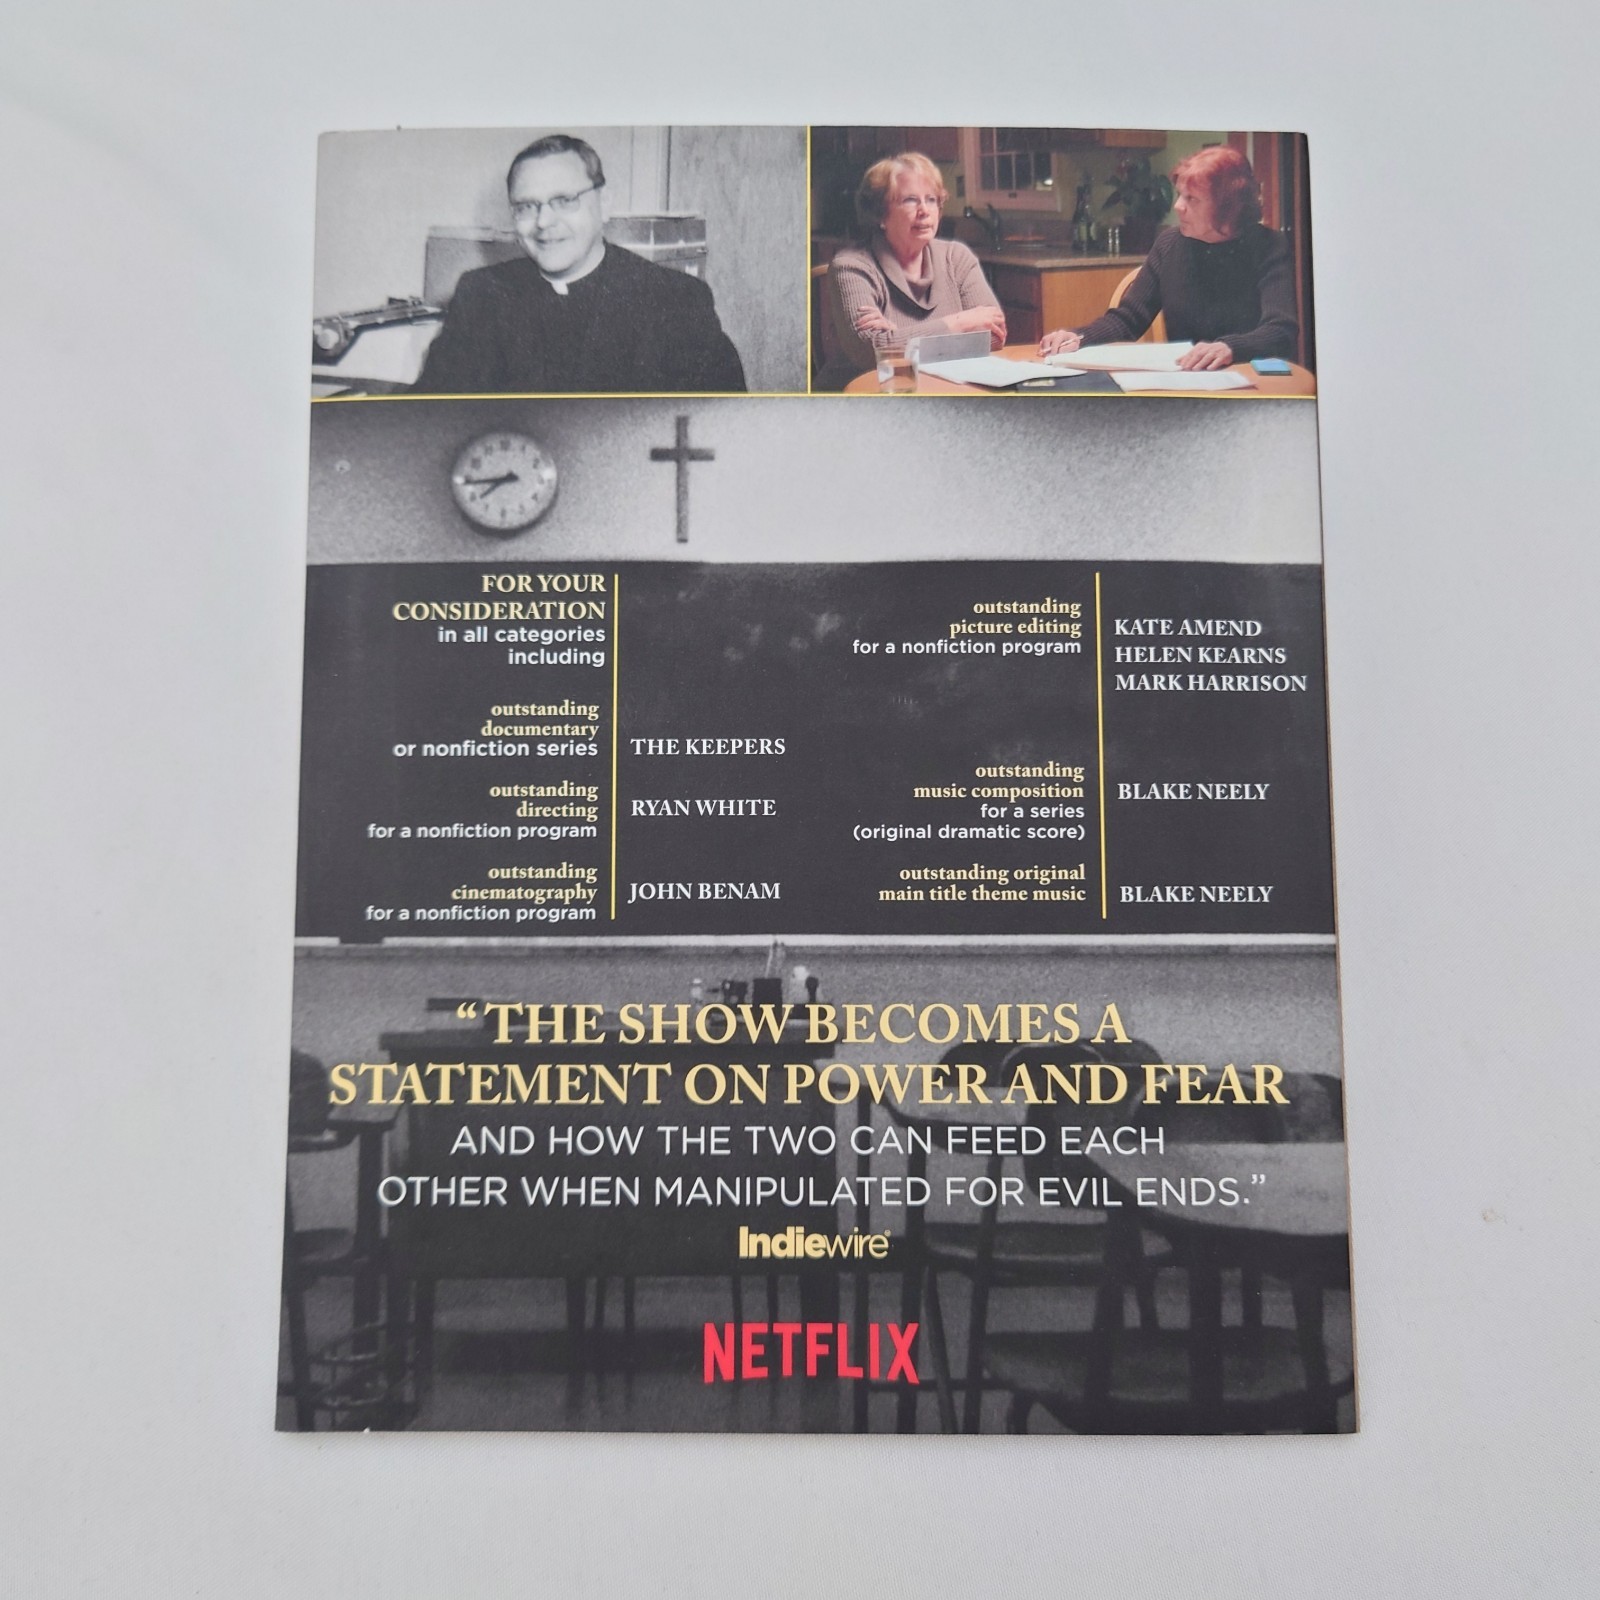 FOR YOUR
CONSIDERATION
in all categories
including
outstanding
documentary
or nonfiction series
THE KEEPERS
outstanding
directing
for a nonfiction program
RYAN WHITE
outstanding
cinematography
for a nonfiction program
JOHN BENAM
outstanding
picture editing
for a nonfiction program
KATE AMEND
HELEN KEARNS
MARK HARRISON
outstanding
music composition
for a series
(original dramatic score)
BLAKE NEELY
outstanding original
main title theme music
BLAKE NEELY
“THE SHOW BECOMES A
STATEMENT ON POWER AND FEAR
AND HOW THE TWO CAN FEED EACH
OTHER WHEN MANIPULATED FOR EVIL ENDS.”
Indiewire
NETFLIX